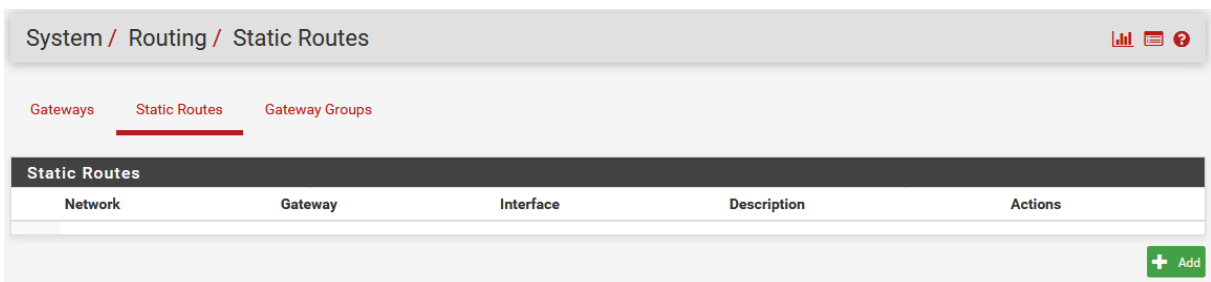 System / Routing / Static Routes
Gateways Static Routes Gateway Groups
Static Routes
Network Gateway Interface Description Actions
Add